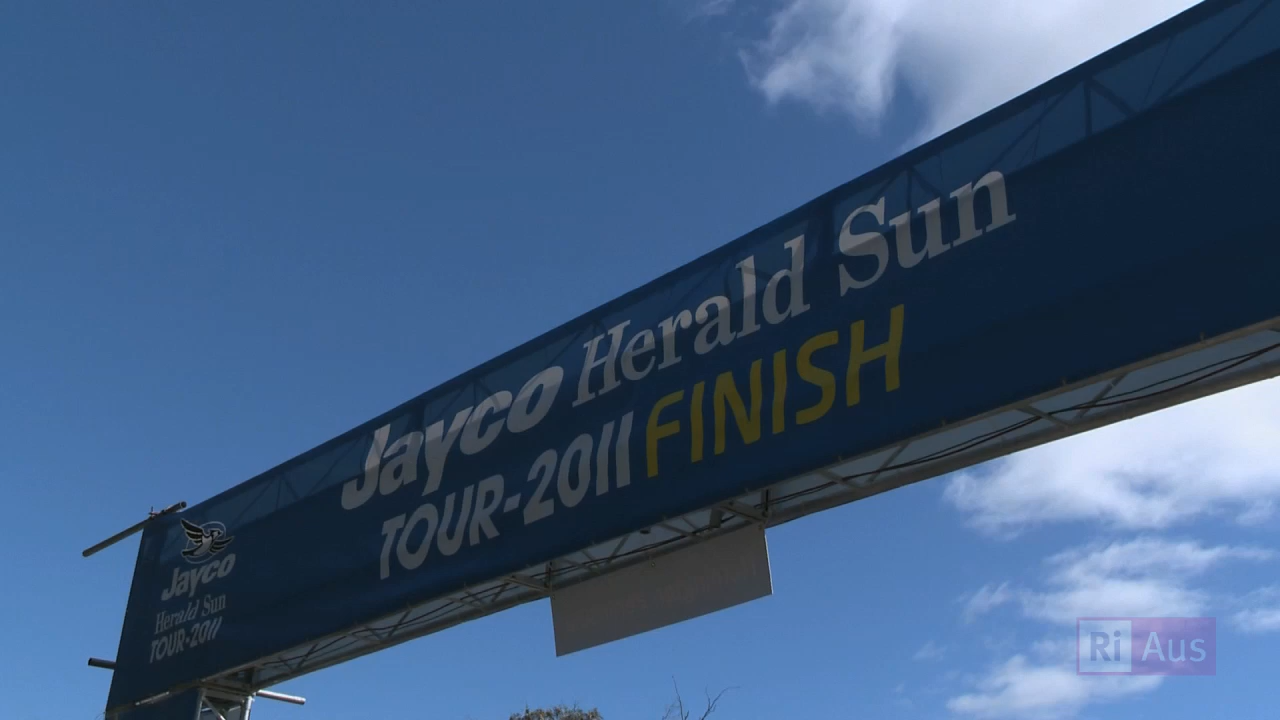 Jayco Herald Sun
TOUR-2011 FINISH
Jayco
Herald Sun
TOUR-2011
Ri Aus